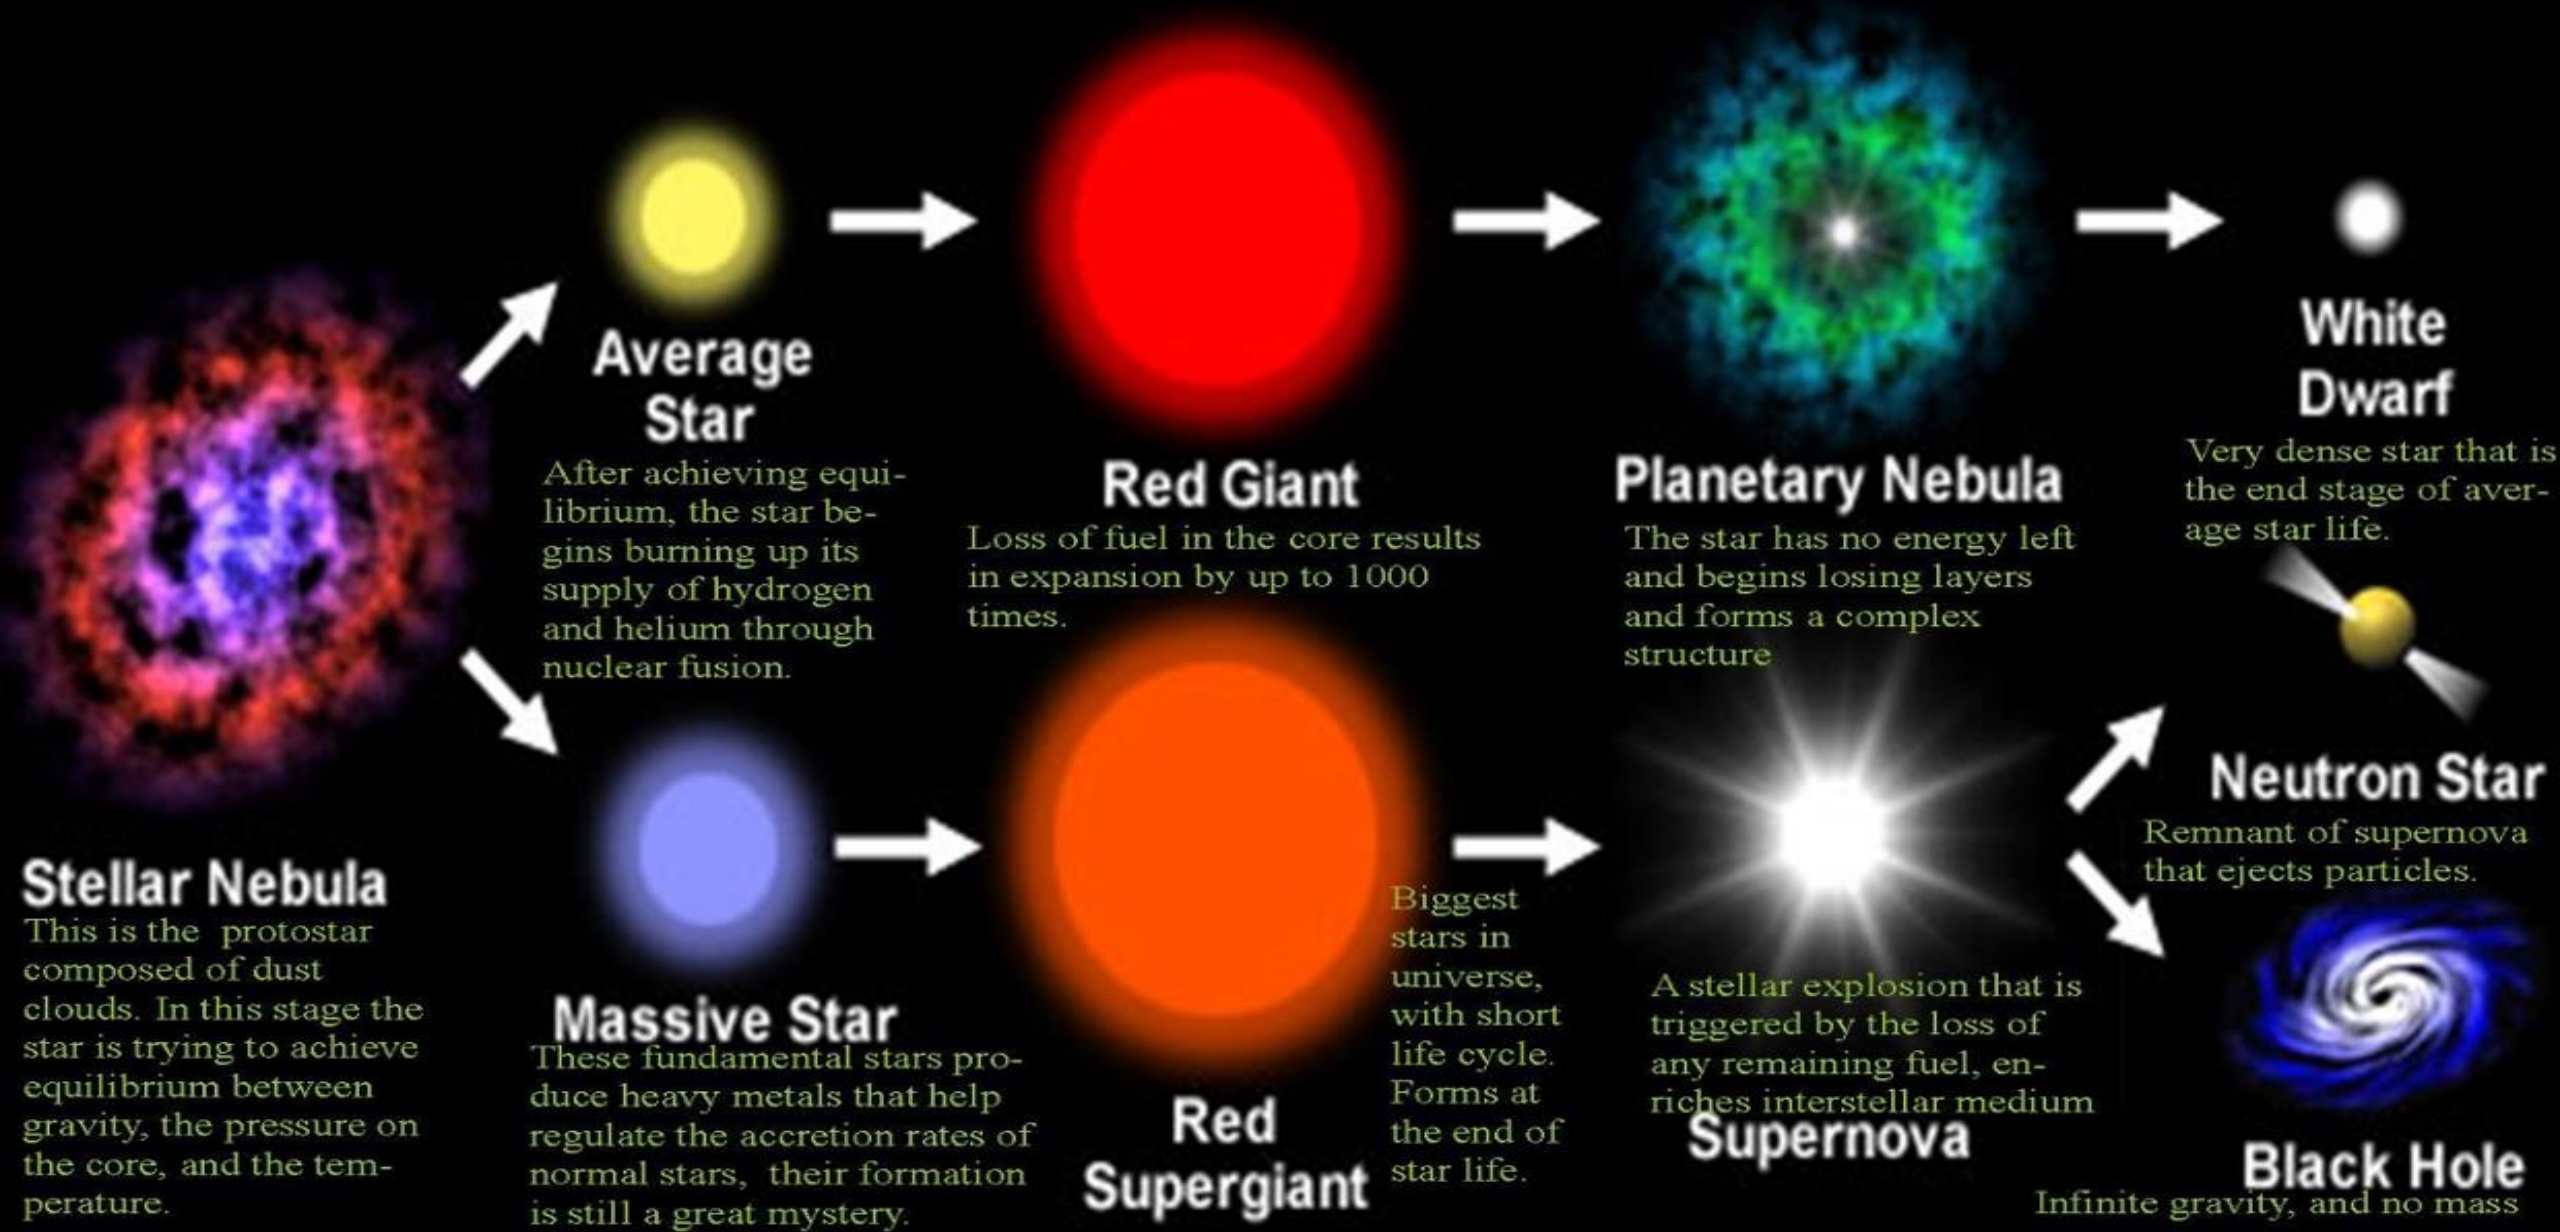 Stellar Nebula
This is the protostar
composed of dust
clouds. In this stage the
star is trying to achieve
equilibrium between
gravity, the pressure on
the core, and the tem-
perature.
Average
Star
After achieving equi-
librium, the star be-
gins burning up its
supply of hydrogen
and helium through
nuclear fusion.
Red Giant
Loss of fuel in the core results
in expansion by up to 1000
times.
Planetary Nebula
The star has no energy left
and begins losing layers
and forms a complex
structure
White
Dwarf
Very dense star that is
the end stage of aver-
age star life.
Massive Star
These fundamental stars pro-
duce heavy metals that help
regulate the accretion rates of
normal stars, their formation
is still a great mystery.
Red
Supergiant
Biggest
stars in
universe,
with short
life cycle.
Forms at
the end of
star life.
A stellar explosion that is
triggered by the loss of
any remaining fuel, en-
riches interstellar medium
Supernova
Neutron Star
Remnant of supernova
that ejects particles.
Black Hole
Infinite gravity, and no mass